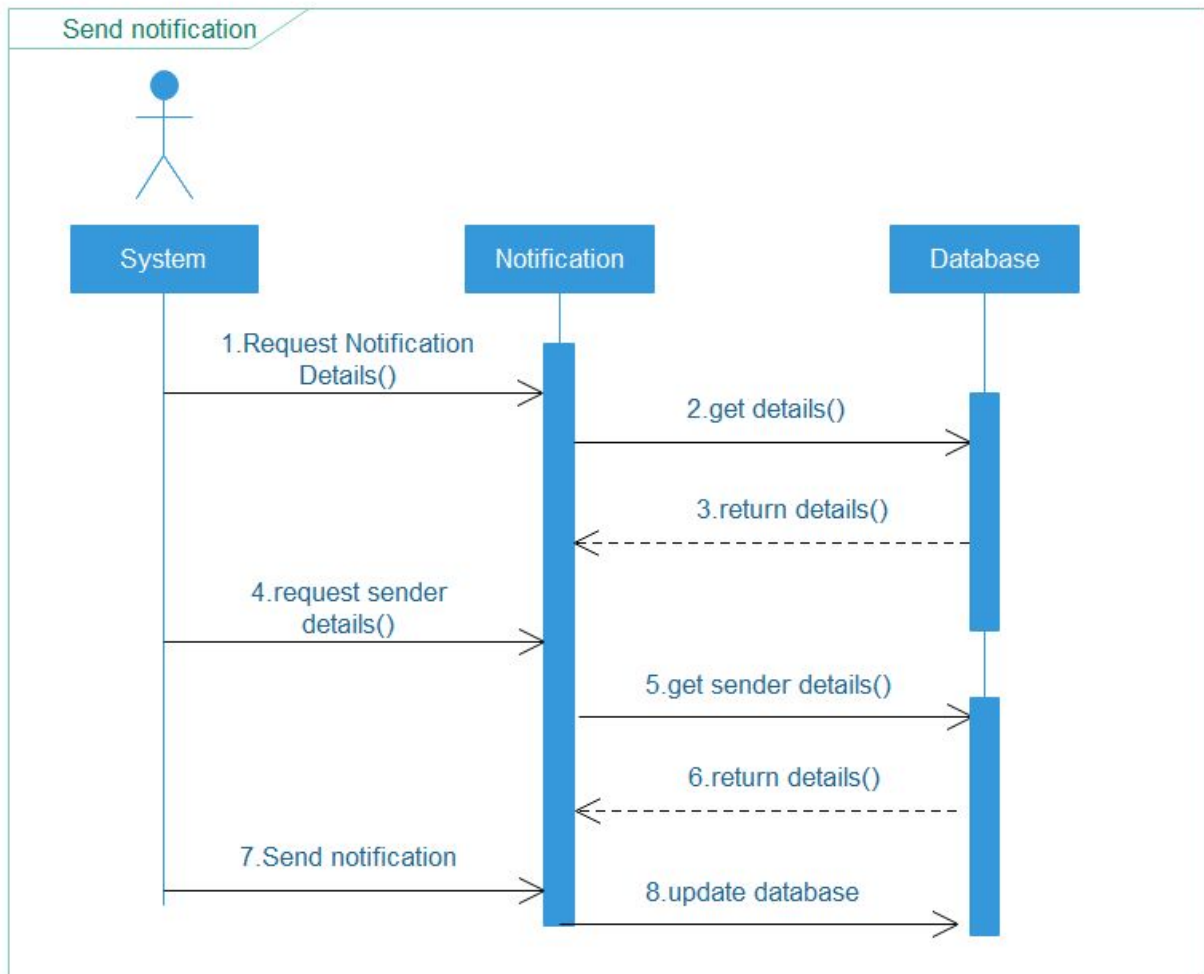 Send notification
System
Notification
Database
1.Request Notification
Details()
2.get details()
3.return details()
4.request sender
details()
5.get sender details()
6.return details()
7.Send notification
8.update database